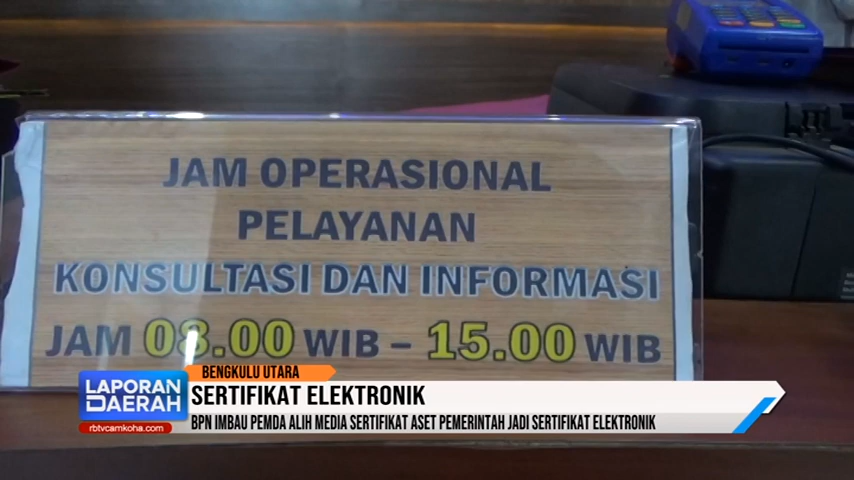 JAM OPERASIONAL
PELAYANAN
KONSULTASI DAN INFORMASI
JAM 08.00 WIB – 15.00 WIB
BENGKULU UTARA
LAPORAN
DAERAH
SERTIFIKAT ELEKTRONIK
rbtvcamkoha.com
BPN IMBAU PEMDA ALIH MEDIA SERTIFIKAT ASET PEMERINTAH JADI SERTIFIKAT ELEKTRONIK